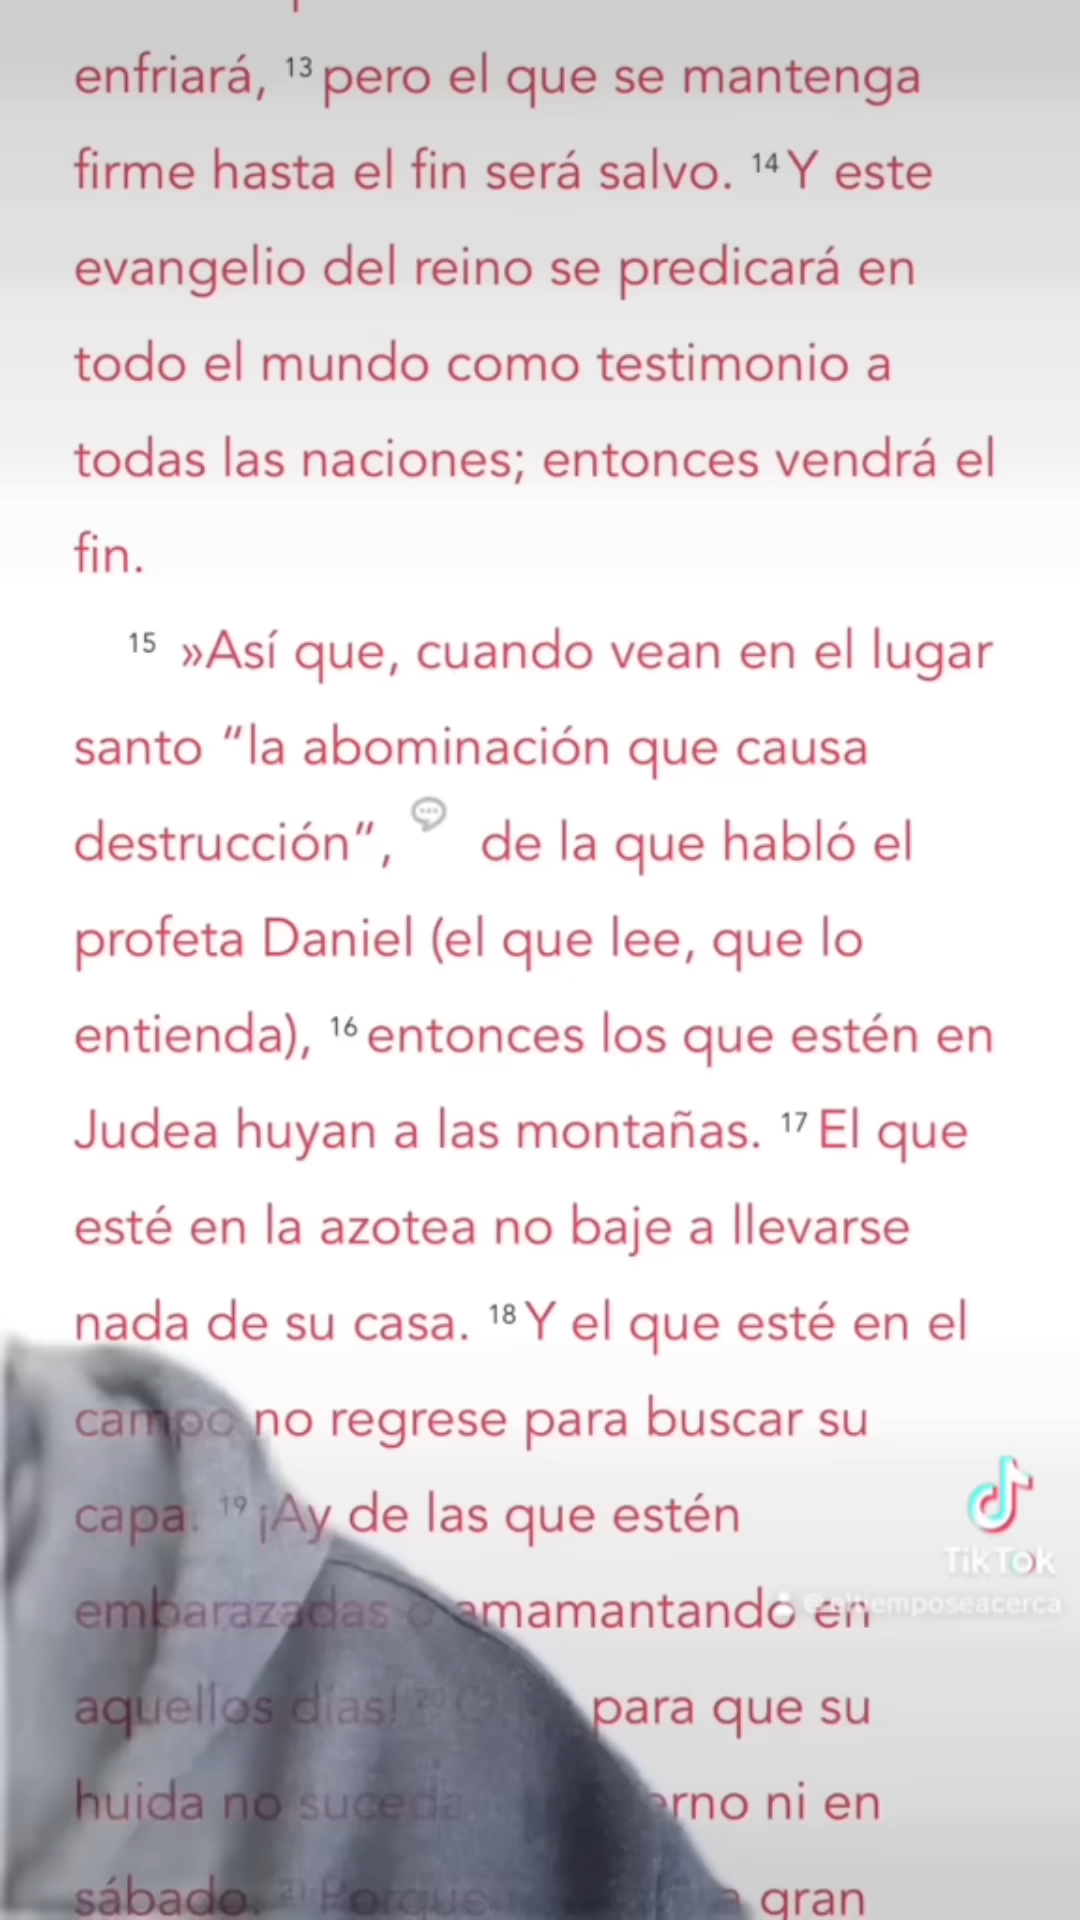 enfriará, 13 pero el que se mantenga
firme hasta el fin será salvo. 14 Y este
evangelio del reino se predicará en
todo el mundo como testimonio a
todas las naciones; entonces vendrá el
fin.
15 »Así que, cuando vean en el lugar
santo “la abominación que causa
destrucción”, de la que habló el
profeta Daniel (el que lee, que lo
entienda), 16 entonces los que estén en
Judea huyan a las montañas. 17 El que
esté en la azotea no baje a llevarse
nada de su casa. 18 Y el que esté en el
campo no regrese para buscar su
capa. 19 ¡Ay de las que estén
embarazadas o amamantando en
aquellos días! 20 para que su
huida no suceda ni en
sábado. 21 Porque gran
TikTok
@eltiemposeacerca